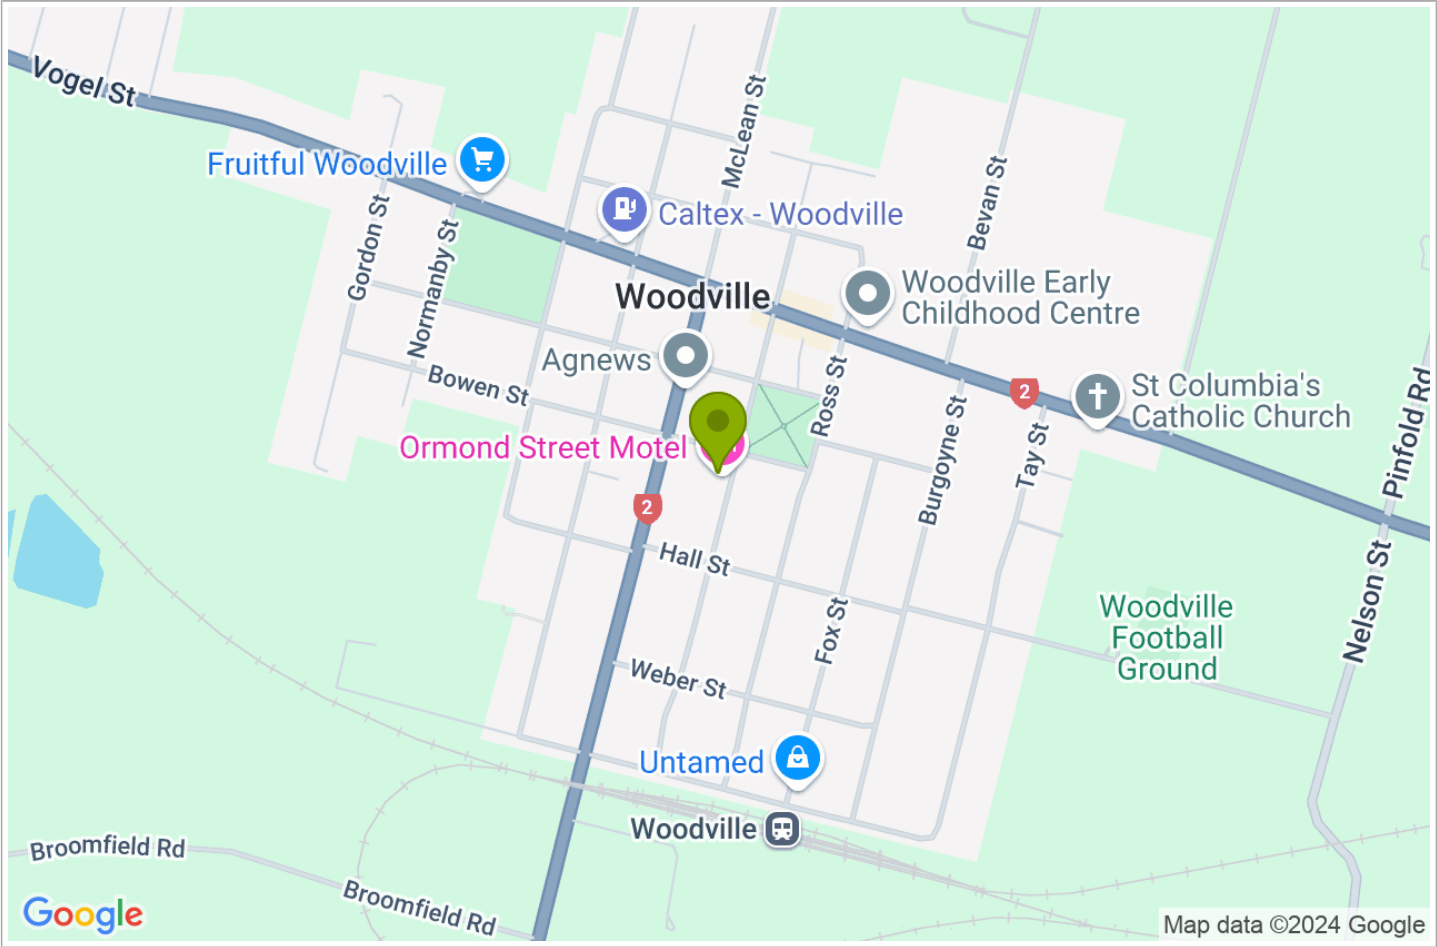 Vogel St
McLean St
Fruitful Woodville
Bevan St
Caltex - Woodville
Gordon St
Normanby St
Woodville
Woodville Early
Childhood Centre
Agnews
Bowen St
Ross St
2
St Columbia's
Catholic Church
Pinfold Rd
Ormond Street Motel
Burgoyne St
Tay St
2
Hall St
Nelson St
Fox St
Woodville
Football
Ground
Weber St
Untamed
Woodville
Broomfield Rd
Broomfield Rd
Google
Map data ©2024 Google